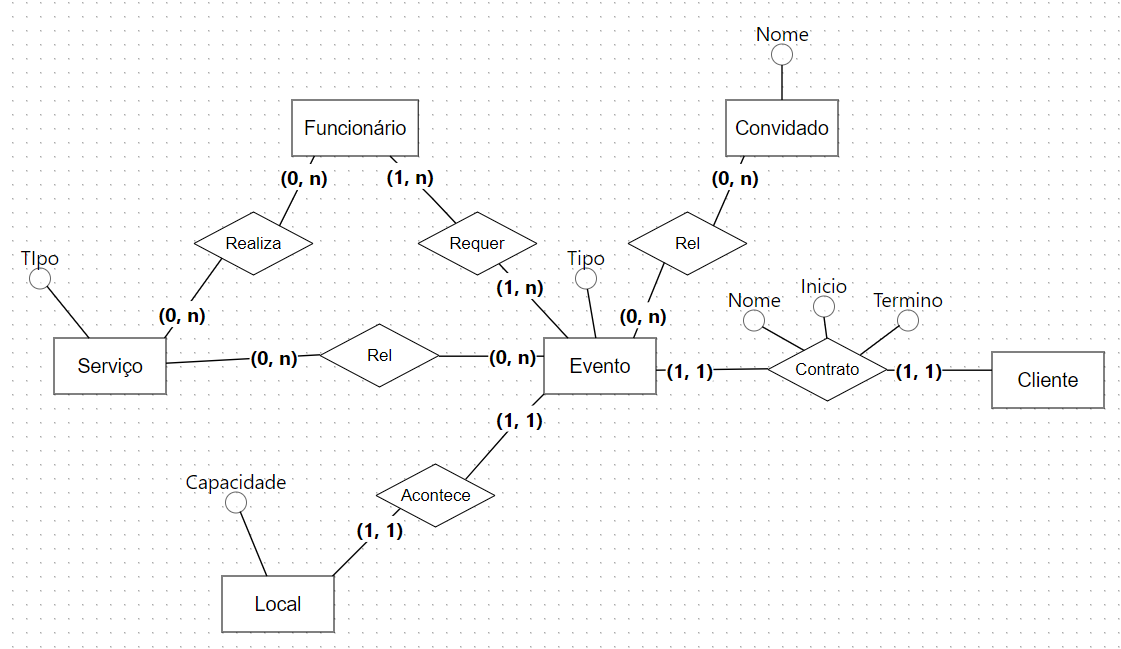 Nome
Funcionário
Convidado
(0, n)
(1, n)
(0, n)
Realiza
Requer
Rel
TIpo
Tipo
(1, n)
Inicio
Nome
Termino
(0, n)
(0, n)
Serviço
(0, n)
Rel
(0, n)
Evento
(1, 1)
Contrato
(1, 1)
Cliente
(1, 1)
Capacidade
Acontece
(1, 1)
Local